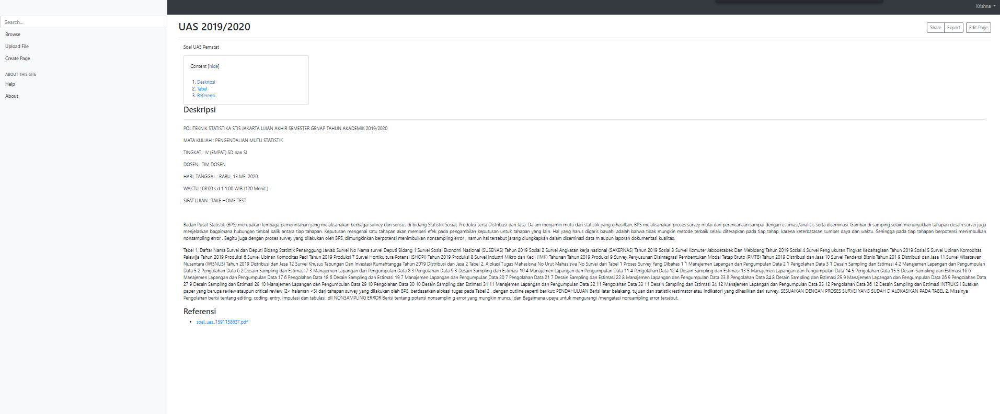 Krishna
Search...
Browse
Upload File
Create Page
ABOUT THIS SITE
Help
About
UAS 2019/2020
Share
Export
Edit Page
Soal UAS Pemstat
Content [hide]
1. Deskripsi
2. Tabel
3. Referensi
Deskripsi
POLITEKNIK STATISTIKA STIS JAKARTA UJIAN AKHIR SEMESTER GENAP TAHUN AKADEMIK 2019/2020
MATA KULIAH : PENGENDALIAN MUTU STATISTIK
TINGKAT : IV (EMPAT) SD dan SI
DOSEN : TIM DOSEN
HARI, TANGGAL : RABU, 13 MEI 2020
WAKTU : 08:00 s.d 1 1:00 WIB (120 Menit )
SIFAT UJIAN : TAKE HOME TEST
Badan Pusat Statistik (BPS) merupakan lembaga pemerintahan yang melaksanakan berbagai survey dan sensus di bidang Statistik Sosial, Produksi serta Distribusi dan Jasa. Dalam menjamin mutu dari statistik yang dihasilkan, BPS melaksanakan proses survey mulai dari perencanaan sampai dengan estimasi/analisis serta diseminasi. Gambar di samping selain menunjukkan tahapan desain survei juga
menjelaskan bagaimana hubungan timbal balik antara tiap tahapan. Keputusan mengenai satu tahapan akan memberi efek pada pengambilan keputusan untuk tahapan yang lain. Hal yang harus digaris bawahi adalah bahwa tidak mungkin metode terbaik selalu diterapkan pada tiap tahap, karena keterbatasan sumber daya dan waktu. Sehingga pada tiap tahapan berpotensi menimbulkan
nonsampling error . Begitu juga dengan proses survey yang dilakukan oleh BPS, dimungkinkan berpotensi menimbulkan nonsampling error , namun hal tersebut jarang diungkapkan dalam diseminasi data m aupun laporan dokumentasi kualitas.
Tabel 1. Daftar Nama Survei dan Deputi Bidang Statistik Penanggung Jawab Survei No Nama survei Deputi Bidang 1 Survei Sosial Ekonomi Nasional (SUSENAS) Tahun 2019 Sosial 2 Survei Angkatan kerja nasional (SAKERNAS) Tahun 2019 Sosial 3 Survei Komuter Jabodetabek Dan Mebidang Tahun 2019 Sosial 4 Survei Peng ukuran Tingkat Kebahagiaan Tahun 2019 Sosial 5 Survei Ubinan Komoditas
Palawija Tahun 2019 Produksi 6 Survei Ubinan Komoditas Padi Tahun 2019 Produksi 7 Survei Hortikultura Potensi (SHOPI) Tahun 2019 Produksi 8 Survei Industri Mikro dan Kecil (IMK) Tahunan Tahun 2019 Produksi 9 Survey Penyusunan Disintegrasi Pembentukan Modal Tetap Bruto (PMTB) Tahun 2019 Distribusi dan Jasa 10 Survei Tendensi Bisnis Tahun 201 9 Distribusi dan Jasa 11 Survei Wisatawan
Nusantara (WISNUS) Tahun 2019 Distribusi dan Jasa 12 Survei Khusus Tabungan Dan Investasi Rumahtangga Tahun 2019 Distribusi dan Jasa 2 Tabel 2. Alokasi Tugas Mahasiswa No Urut Mahasiswa No Survei dari Tabel 1 Proses Survey Yang Dibahas 1 1 Manajemen Lapangan dan Pengumpulan Data 2 1 Pengolahan Data 3 1 Desain Sampling dan Estimasi 4 2 Manajemen Lapangan dan Pengumpulan
Data 5 2 Pengolahan Data 6 2 Desain Sampling dan Estimasi 7 3 Manajemen Lapangan dan Pengumpulan Data 8 3 Pengolahan Data 9 3 Desain Sampling dan Estimasi 10 4 Manajemen Lapangan dan Pengumpulan Data 11 4 Pengolahan Data 12 4 Desain Sampling dan Estimasi 13 5 Manajemen Lapangan dan Pengumpulan Data 14 5 Pengolahan Data 15 5 Desain Sampling dan Estimasi 16 6
Manajemen Lapangan dan Pengumpulan Data 17 6 Pengolahan Data 18 6 Desain Sampling dan Estimasi 19 7 Manajemen Lapangan dan Pengumpulan Data 20 7 Pengolahan Data 21 7 Desain Sampling dan Estimasi 22 8 Manajemen Lapangan dan Pengumpulan Data 23 8 Pengolahan Data 24 8 Desain Sampling dan Estimasi 25 9 Manajemen Lapangan dan Pengumpulan Data 26 9 Pengolahan Data
27 9 Desain Sampling dan Estimasi 28 10 Manajemen Lapangan dan Pengumpulan Data 29 10 Pengolahan Data 30 10 Desain Sampling dan Estimasi 31 11 Manajemen Lapangan dan Pengumpulan Data 32 11 Pengolahan Data 33 11 Desain Sampling dan Estimasi 34 12 Manajemen Lapangan dan Pengumpulan Data 35 12 Pengolahan Data 36 12 Desain Sampling dan Estimasi INTRUKSI! Buatkan
paper yang berupa review ataupun critical review (2< halaman <5) dari tahapan survey yang dilakukan oleh BPS, berdasarkan alokasi tugas pada Tabel 2 , dengan outline seperti berikut: PENDAHULUAN Berisi latar belakang, tujuan dan statistik (estimator atau indikator) yang dihasilkan dari survey. SESUAIKAN DENGAN PROSES SURVEI YANG SUDAH DIALOKASIKAN PADA TABEL 2. Misalnya
Pengolahan berisi tentang editing, coding, entry, imputasi dan tabulasi, dll NONSAMPLING ERROR Berisi tentang potensi nonsamplin g error yang mungkin muncul dan Bagaimana upaya untuk mengurangi /mengatasi nonsampling error tersebut.
Referensi
• soal_uas_1591158637.pdf